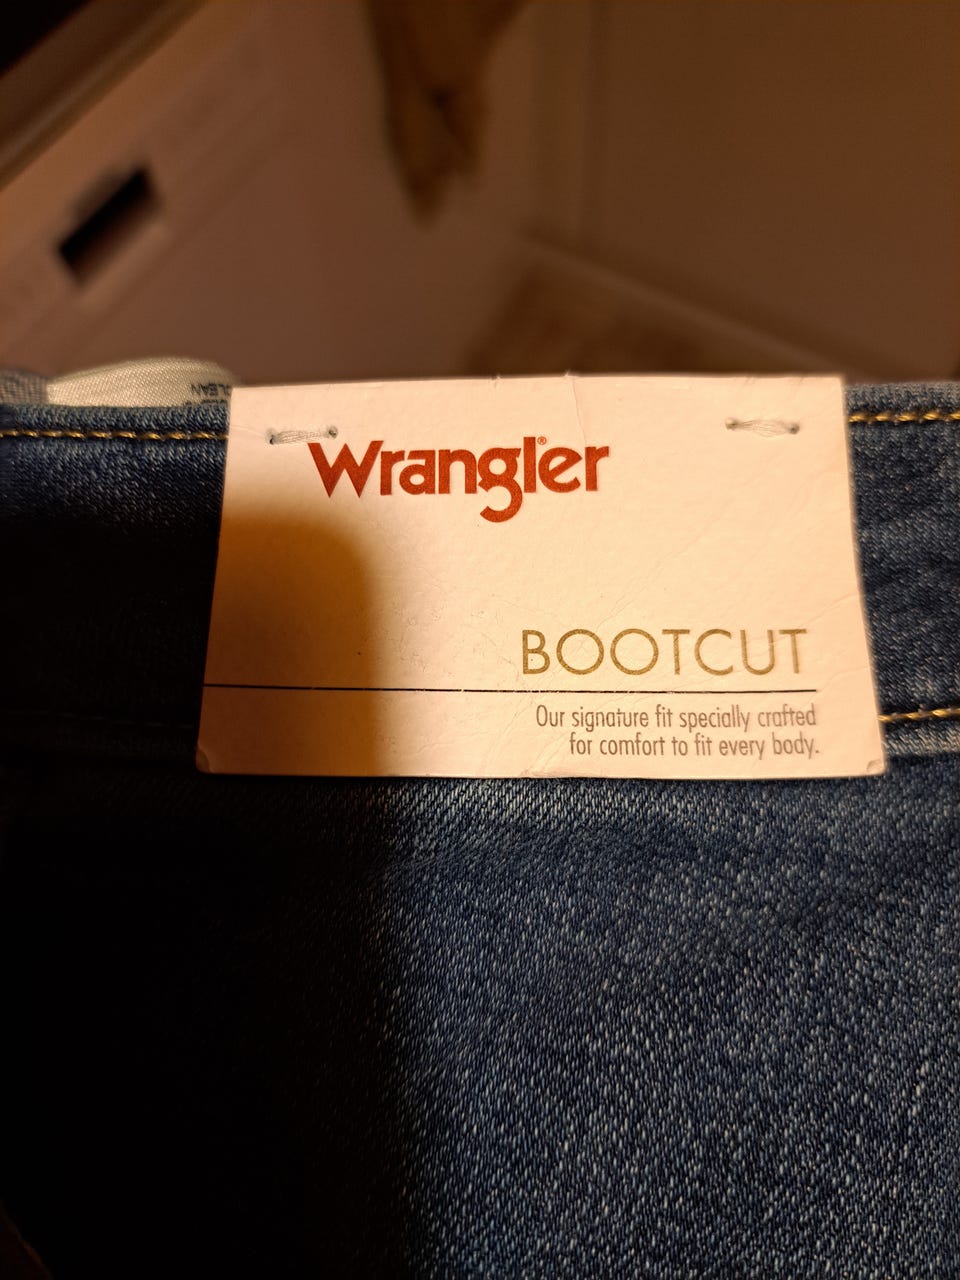 Wrangler®
BOOTCUT
Our signature fit specially crafted
for comfort to fit every body.